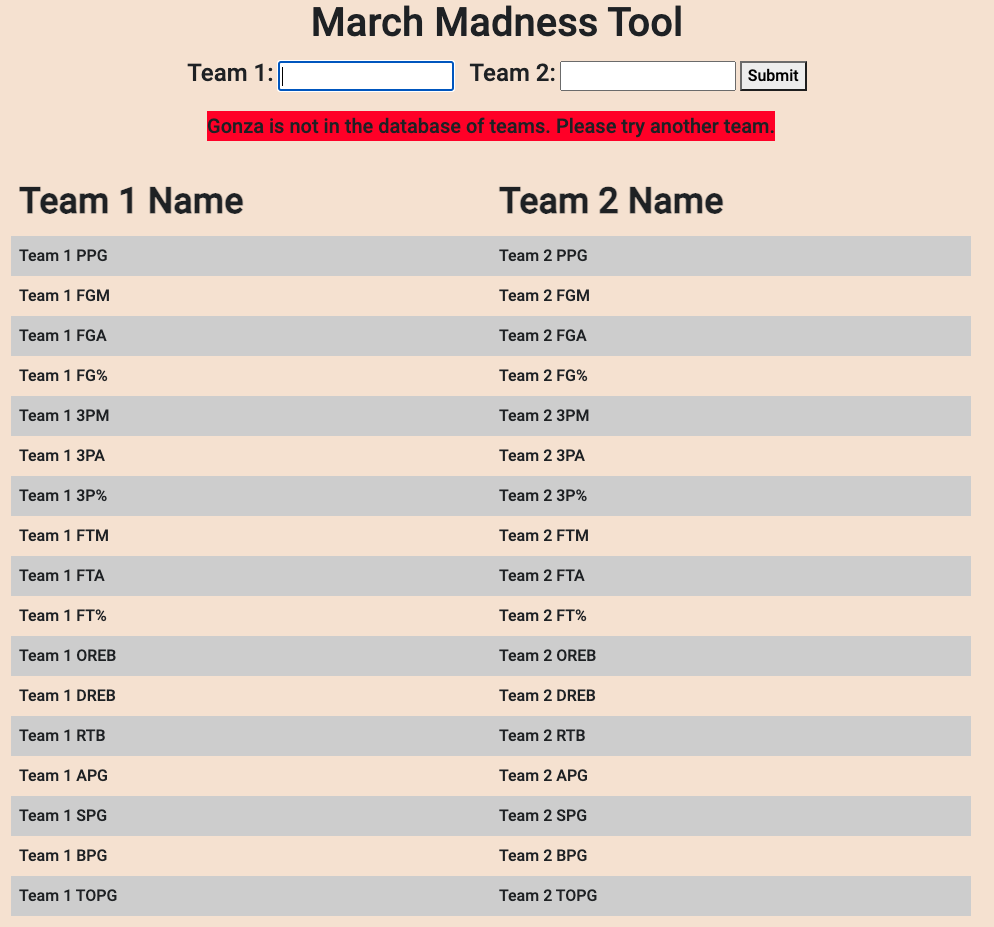 March Madness Tool
Team 1: Team 2: Submit
Gonza is not in the database of teams. Please try another team.
Team 1 Name Team 2 Name
Team 1 PPG Team 2 PPG
Team 1 FGM Team 2 FGM
Team 1 FGA Team 2 FGA
Team 1 FG% Team 2 FG%
Team 1 3PM Team 2 3PM
Team 1 3PA Team 2 3PA
Team 1 3P% Team 2 3P%
Team 1 FTM Team 2 FTM
Team 1 FTA Team 2 FTA
Team 1 FT% Team 2 FT%
Team 1 OREB Team 2 OREB
Team 1 DREB Team 2 DREB
Team 1 RTB Team 2 RTB
Team 1 APG Team 2 APG
Team 1 SPG Team 2 SPG
Team 1 BPG Team 2 BPG
Team 1 TOPG Team 2 TOPG